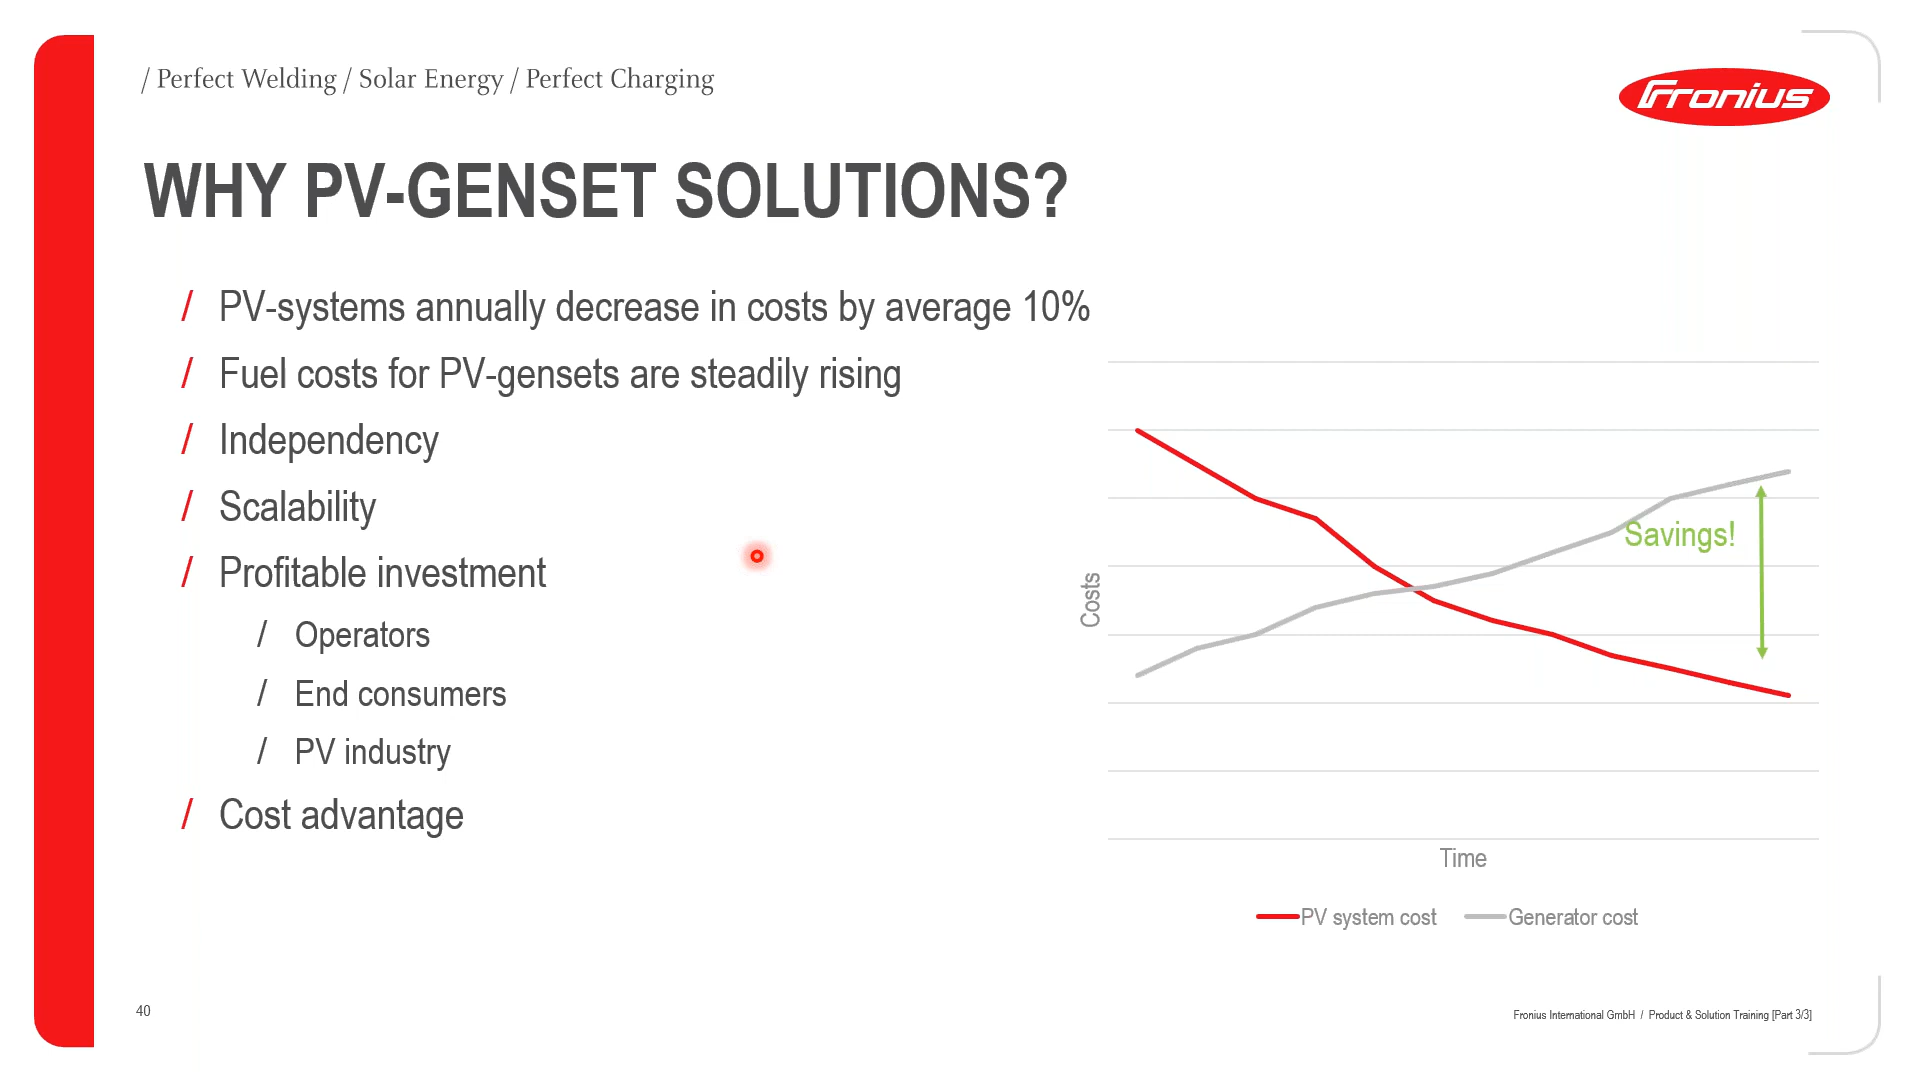 / Perfect Welding / Solar Energy / Perfect Charging
Fronius
WHY PV-GENSET SOLUTIONS?
/ PV-systems annually decrease in costs by average 10%
/ Fuel costs for PV-gensets are steadily rising
/ Independency
/ Scalability
/ Profitable investment
/ Operators
/ End consumers
/ PV industry
/ Cost advantage
Savings!
Costs
Time
PV system cost
Generator cost
40
Fronius International GmbH / Product & Solution Training [Part 3/3]